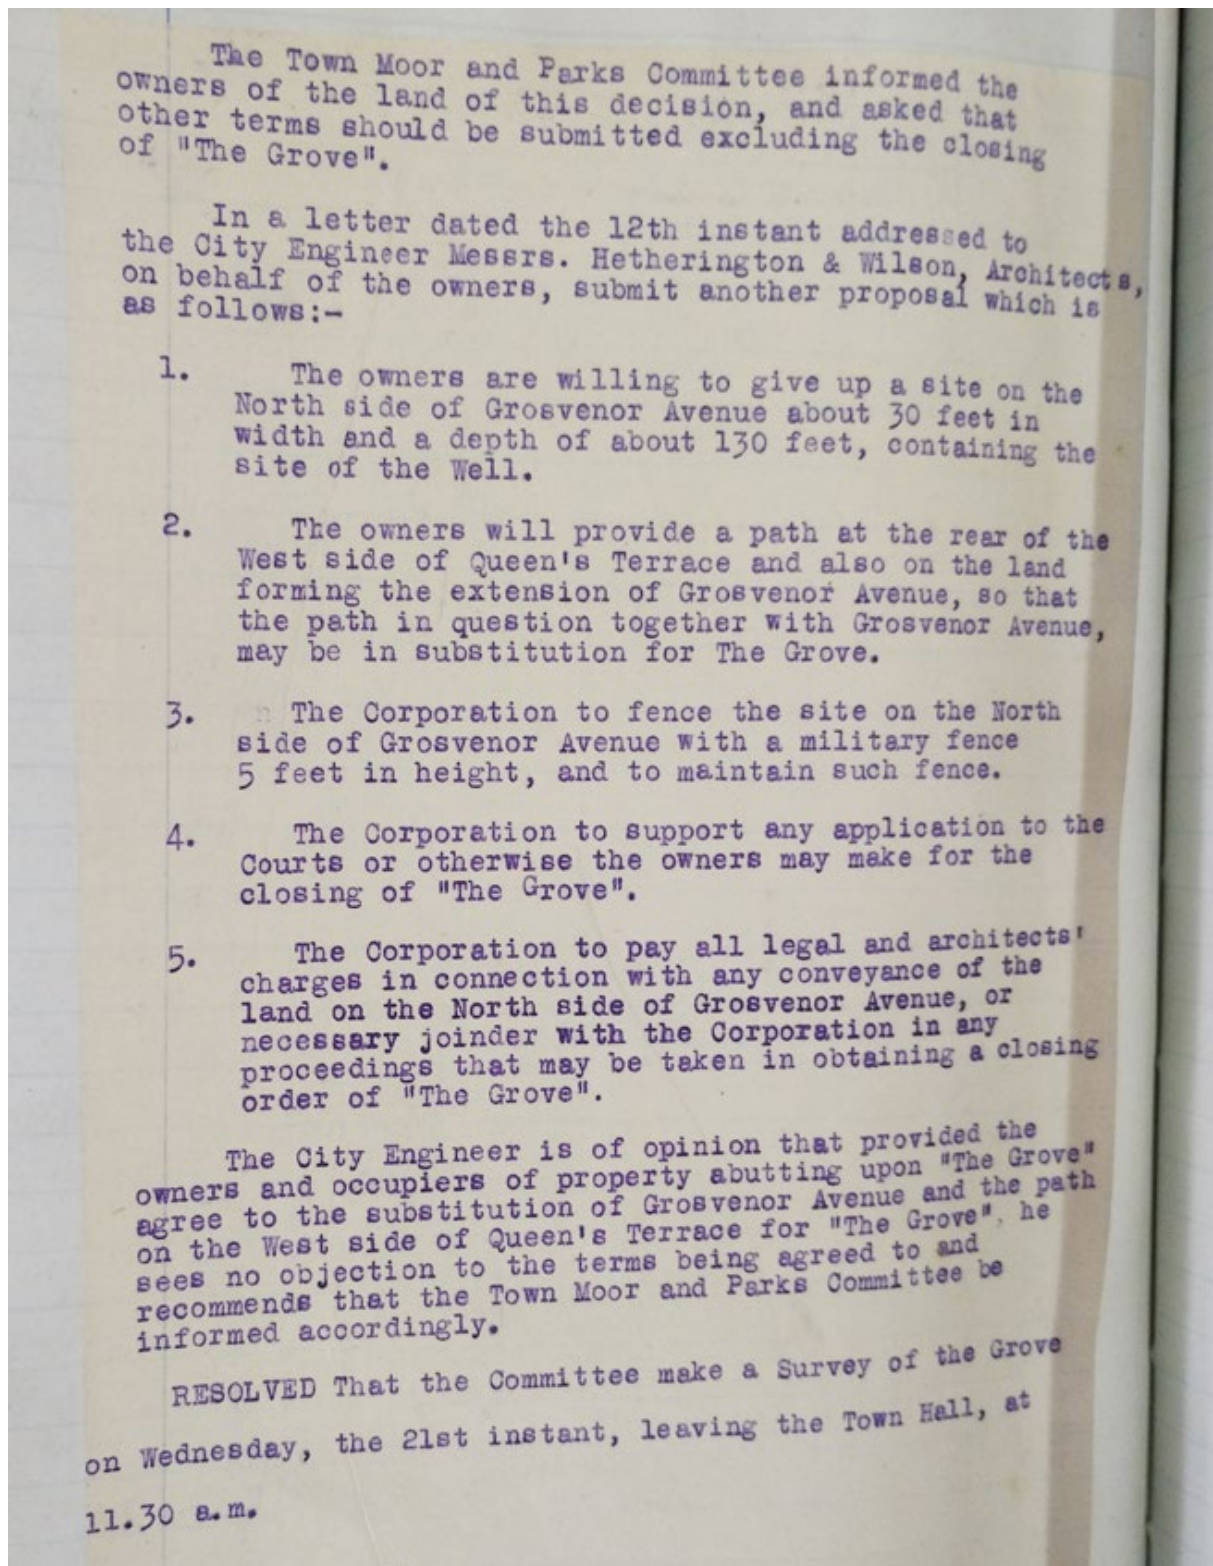 The Town Moor and Parks Committee informed the
owners of the land of this decision, and asked that
other terms should be submitted excluding the closing
of "The Grove".
In a letter dated the 12th instant addressed to
the City Engineer Messrs. Hetherington & Wilson, Architects,
on behalf of the owners, submit another proposal which is
as follows:-
1. The owners are willing to give up a site on the
North side of Grosvenor Avenue about 30 feet in
width and a depth of about 130 feet, containing the
site of the Well.
2. The owners will provide a path at the rear of the
West side of Queen's Terrace and also on the land
forming the extension of Grosvenor Avenue, so that
the path in question together with Grosvenor Avenue,
may be in substitution for The Grove.
3. The Corporation to fence the site on the North
side of Grosvenor Avenue with a military fence
5 feet in height, and to maintain such fence.
4. The Corporation to support any application to the
Courts or otherwise the owners may make for the
closing of "The Grove".
5. The Corporation to pay all legal and architects'
charges in connection with any conveyance of the
land on the North side of Grosvenor Avenue, or
necessary joinder with the Corporation in any
proceedings that may be taken in obtaining a closing
order of "The Grove".
The City Engineer is of opinion that provided the
owners and occupiers of property abutting upon "The Grove"
agree to the substitution of Grosvenor Avenue and the path
on the West side of Queen's Terrace for "The Grove", he
sees no objection to the terms being agreed to and
recommends that the Town Moor and Parks Committee be
informed accordingly.
RESOLVED That the Committee make a Survey of the Grove
on Wednesday, the 21st instant, leaving the Town Hall, at
11.30 a.m.